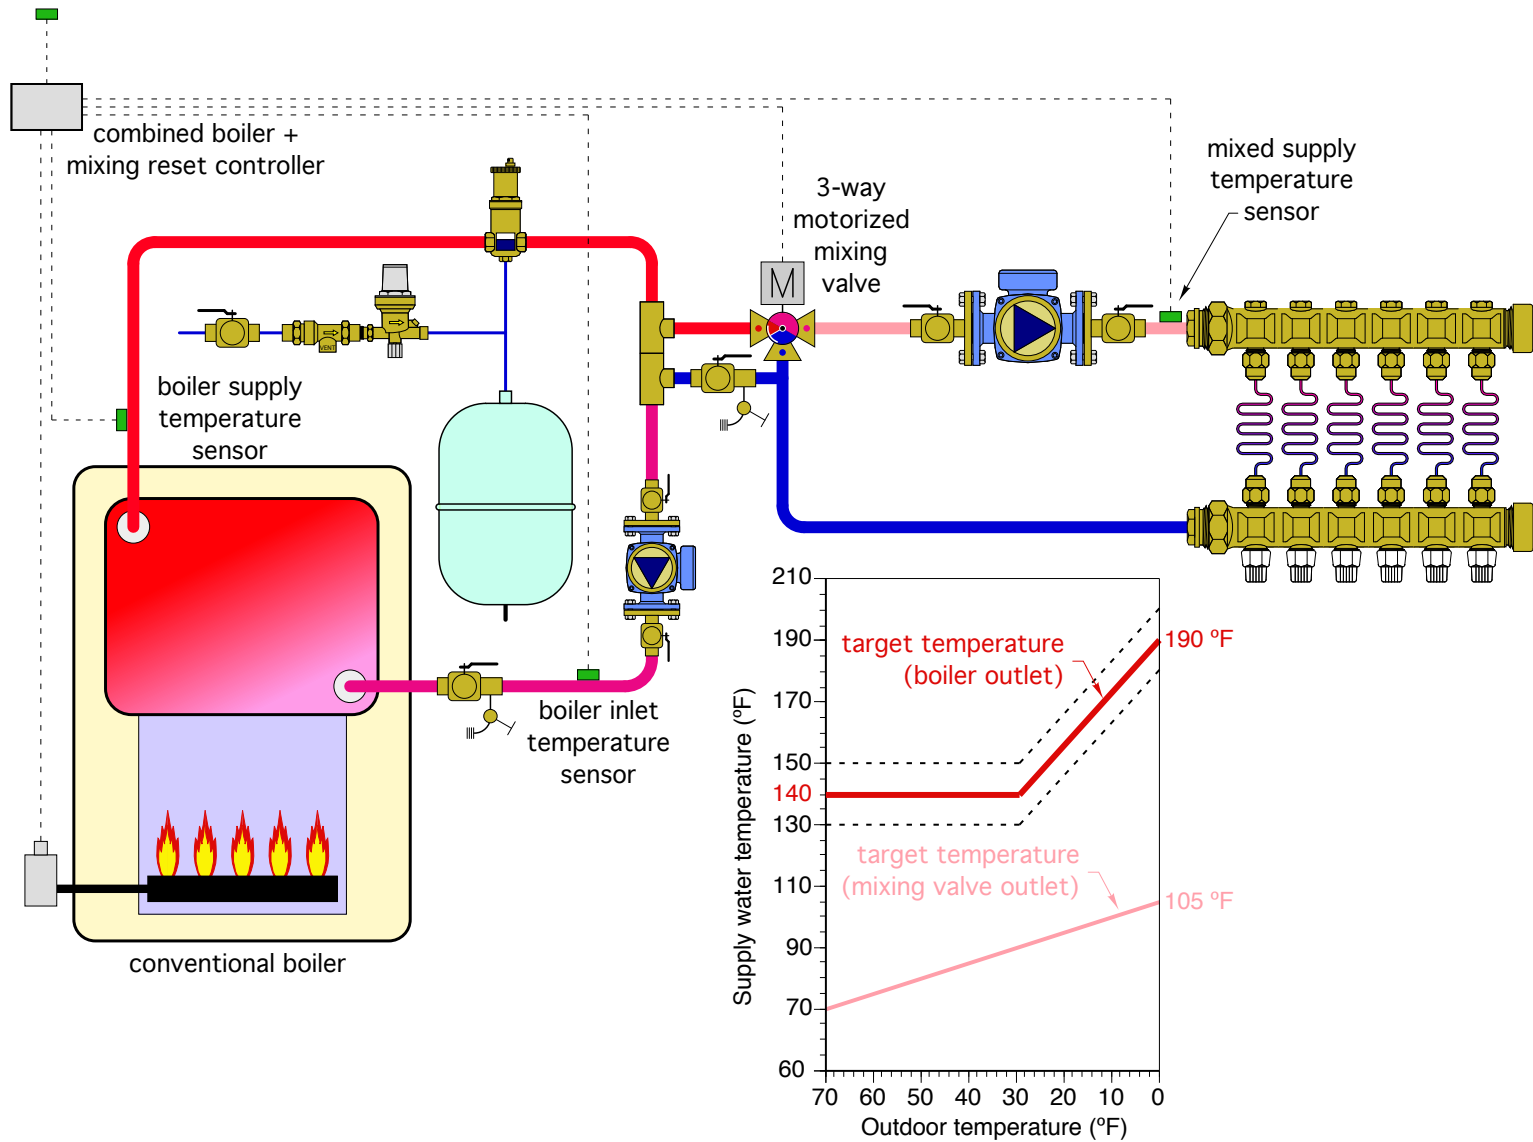 combined boiler +
mixing reset controller
3-way
motorized
mixing
valve
M
mixed supply
temperature
sensor
VENT
boiler supply
temperature
sensor
boiler inlet
temperature
sensor
conventional boiler
210
190
170
150
140
130
110
90
70
60
Supply water temperature (ºF)
target temperature
(boiler outlet)
190 ºF
target temperature
(mixing valve outlet)
105 ºF
70 60 50 40 30 20 10 0
Outdoor temperature (ºF)